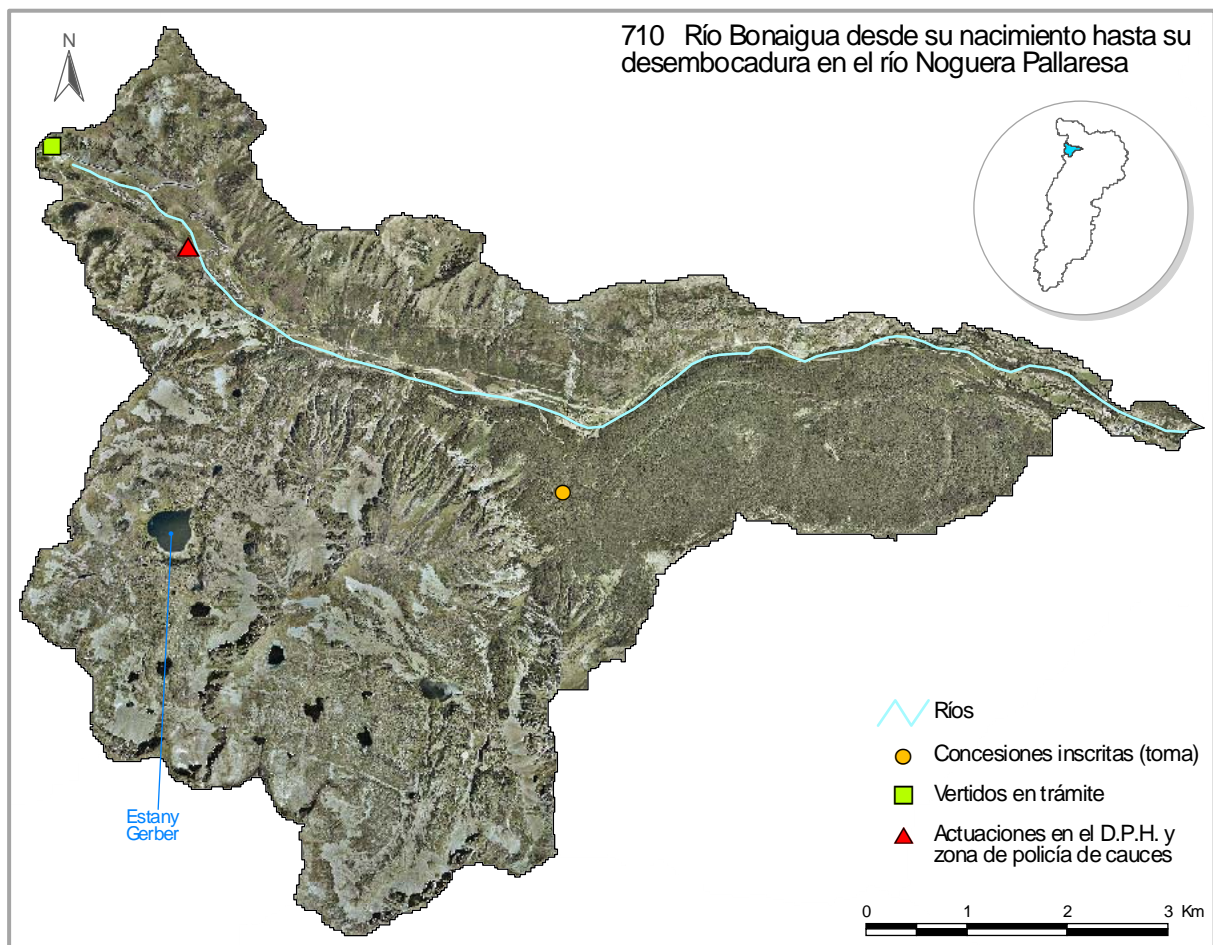 710 Río Bonaigua desde su nacimiento hasta su
desembocadura en el río Noguera Pallaresa
N
Estany
Gerber
Ríos
Concesiones inscritas (toma)
Vertidos en trámite
Actuaciones en el D.P.H. y
zona de policía de cauces
0 1 2 3 Km